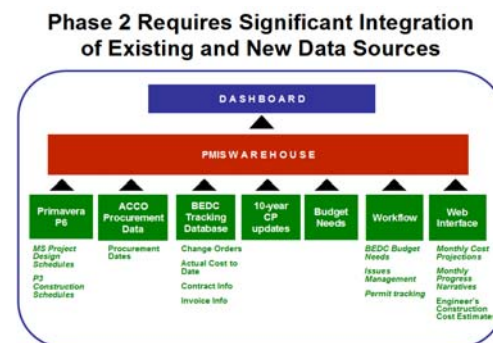 Phase 2 Requires Significant Integration
of Existing and New Data Sources
DASHBOARD
PMIS WAREHOUSE
Primavera
P6
ACCO
Procurement
Data
BEDC
Tracking
Database
10-year
CP
updates
Budget
Needs
Workflow
Web
Interface
MS Project
Design
Schedules
P3
Construction
Schedules
Procurement
Dates
Change Orders
Actual Cost to
Date
Contract Info
Invoice Info
BEDC Budget
Needs
Issues
Management
Permit tracking
Monthly Cost
Projections
Monthly
Progress
Narratives
Engineer's
Construction
Cost Estimates